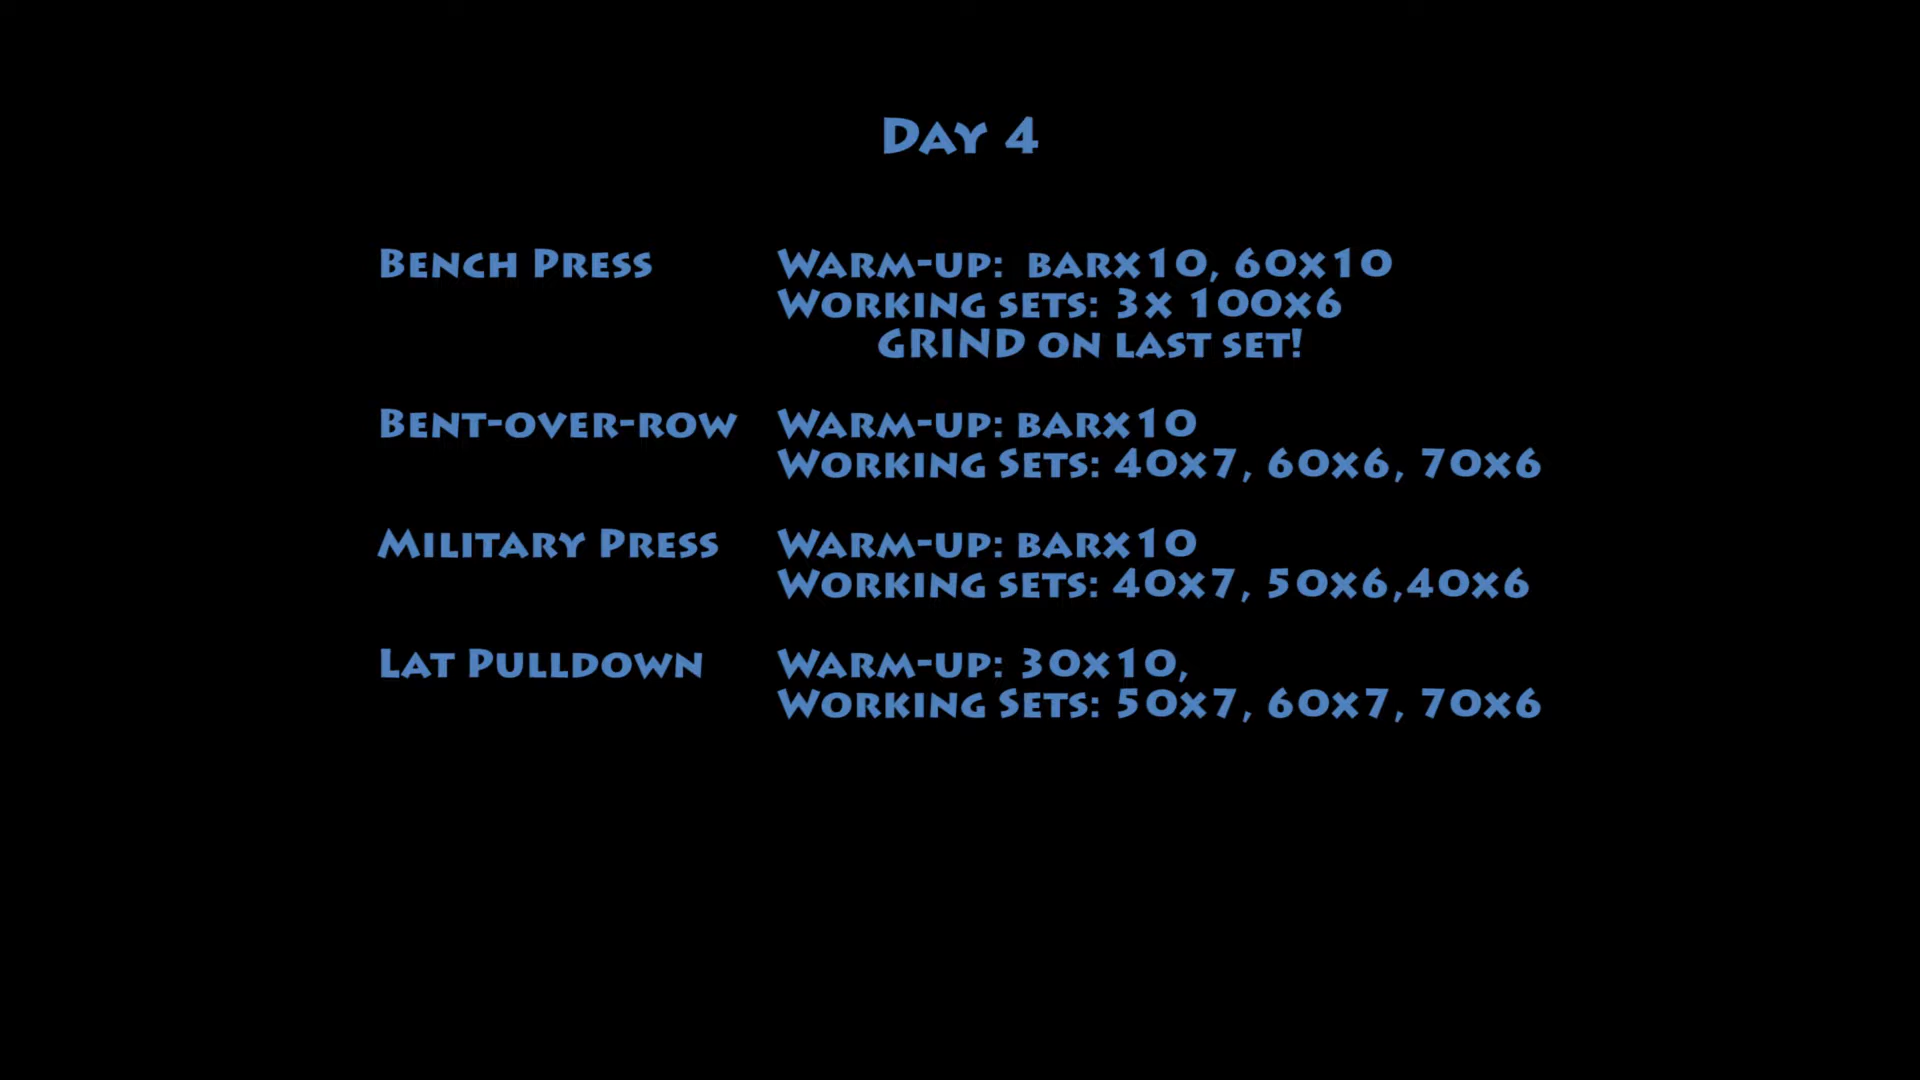 Day 4
Bench Press Warm-up: barx10, 60x10
Working sets: 3x 100x6
GRIND on last set!
Bent-over-row Warm-up: barx10
Working Sets: 40x7, 60x6, 70x6
Military Press Warm-up: barx10
Working sets: 40x7, 50x6,40x6
Lat Pulldown Warm-up: 30x10,
Working Sets: 50x7, 60x7, 70x6